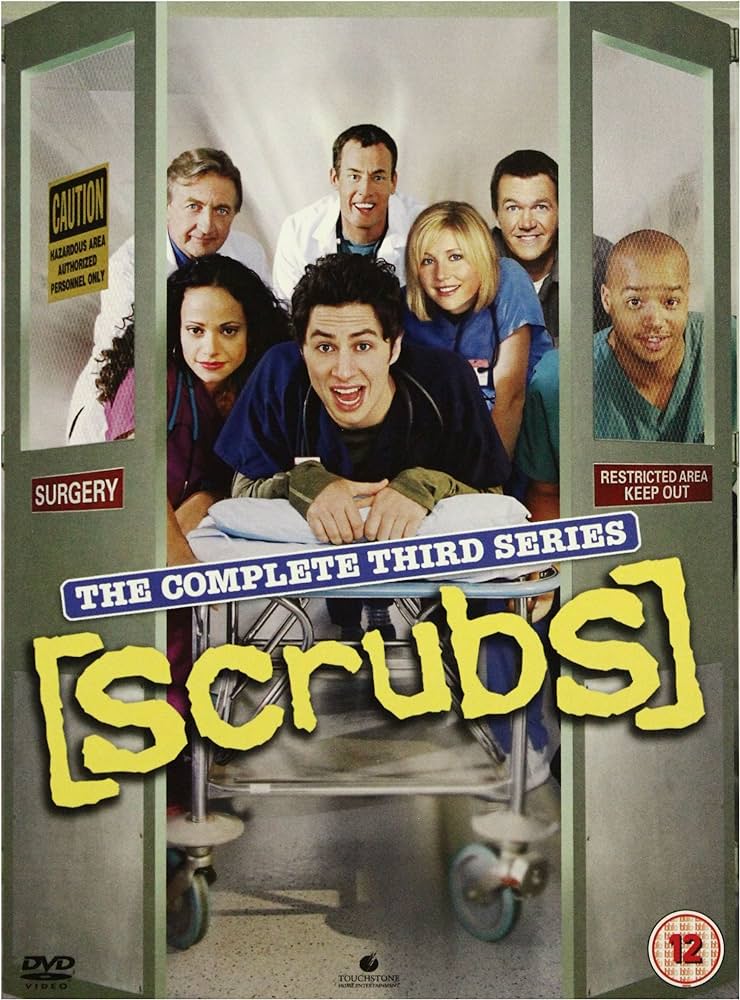 CAUTION
HAZARDOUS AREA
AUTHORIZED
PERSONNEL ONLY
SURGERY
RESTRICTED AREA
KEEP OUT
THE COMPLETE THIRD SERIES
[scrubs]
DVD
VIDEO
TOUCHSTONE
HOME ENTERTAINMENT
12